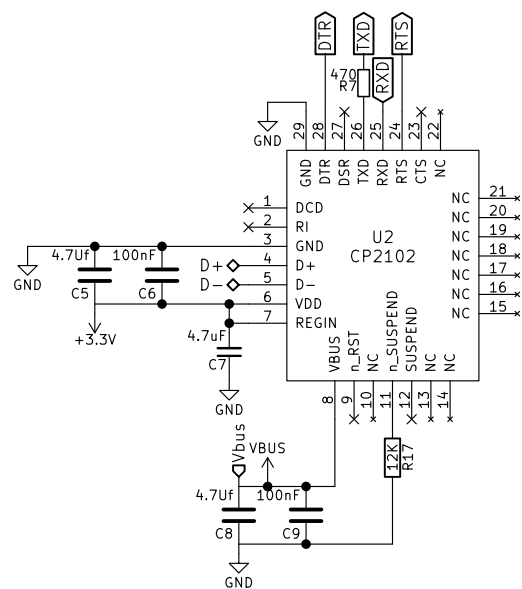 DTR
TXD
RTS
470
R7
RXD
29
28
27
26
25
24
23
22
GND
GND
DTR
DSR
TXD
RXD
RTS
CTS
NC
1
DCD
2
RI
3
GND
4
D+
D+
5
D-
D-
6
VDD
7
REGIN
U2
CP2102
NC
21
NC
20
NC
19
NC
18
NC
17
NC
16
NC
15
4.7Uf
100nF
GND
C5
C6
+3.3V
4.7uF
C7
GND
VBUS
n_RST
NC
n_SUSPEND
SUSPEND
NC
NC
8
9
10
11
12
13
14
Vbus
VBUS
12K
R17
4.7Uf
100nF
C8
C9
GND